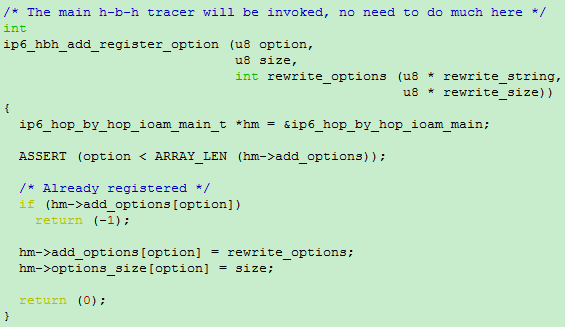 /* The main h-b-h tracer will be invoked, no need to do much here */
int
ip6_hbh_add_register_option (u8 option,
                             u8 size,
                             int rewrite_options (u8 * rewrite_string,
                                                  u8 * rewrite_size))
{
  ip6_hop_by_hop_ioam_main_t *hm = &ip6_hop_by_hop_ioam_main;

  ASSERT (option < ARRAY_LEN (hm->add_options));

  /* Already registered */
  if (hm->add_options[option])
    return (-1);

  hm->add_options[option] = rewrite_options;
  hm->options_size[option] = size;

  return (0);
}